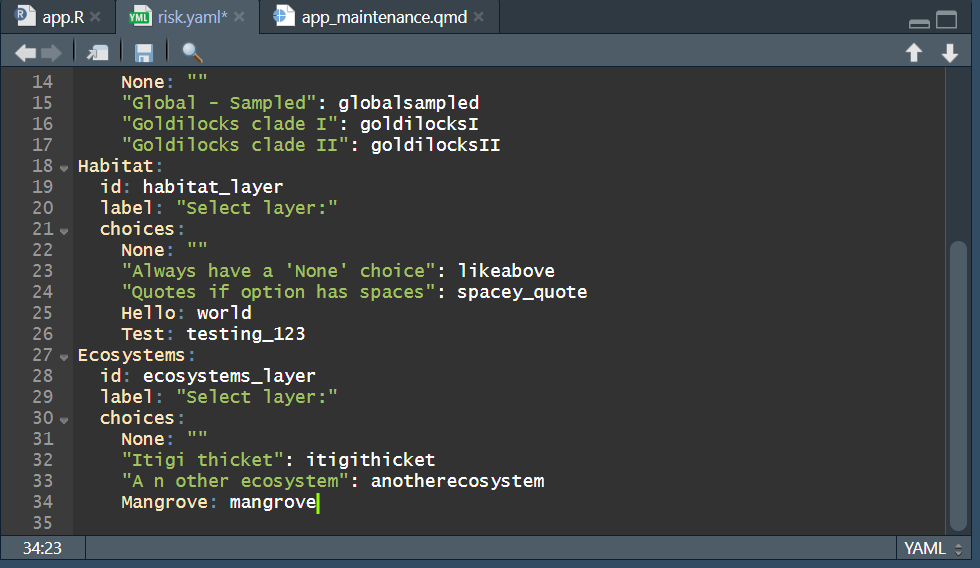 app.R
risk.yaml*
app_maintenance.qmd
14 None: ""
15 "Global - Sampled": globalsampled
16 "Goldilocks clade I": goldilocksI
17 "Goldilocks clade II": goldilocksII
18 Habitat:
19 id: habitat_layer
20 label: "Select layer:"
21 choices:
22 None: ""
23 "Always have a 'None' choice": likeabove
24 "Quotes if option has spaces": spacey_quote
25 Hello: world
26 Test: testing_123
27 Ecosystems:
28 id: ecosystems_layer
29 label: "Select layer:"
30 choices:
31 None: ""
32 "Itigi thicket": itigithicket
33 "A n other ecosystem": anotherecosystem
34 Mangrove: mangrove
35
34:23 YAML